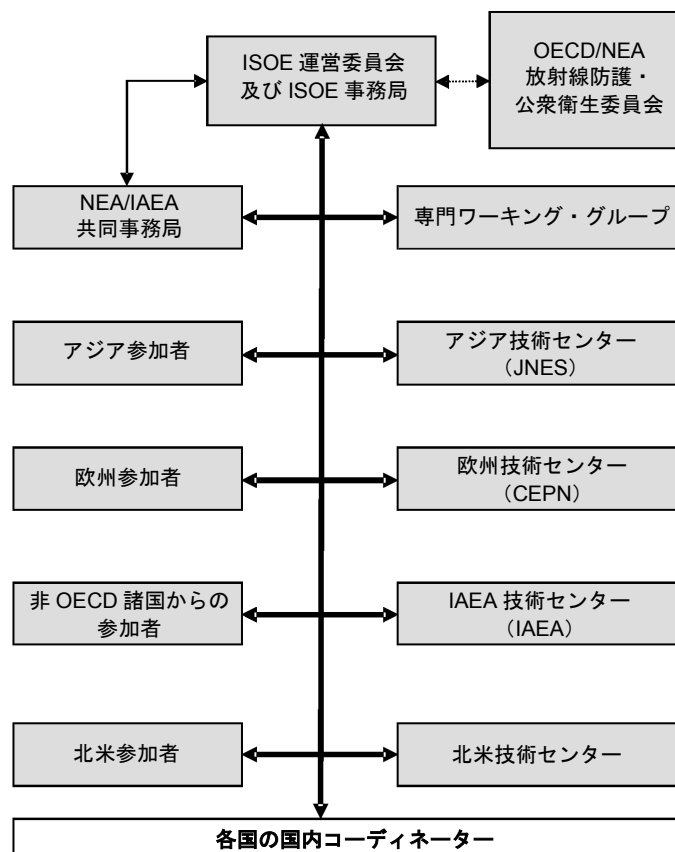 ISOE 運営委員会
及び ISOE 事務局
OECD/NEA
放射線防護・
公衆衛生委員会
NEA/IAEA
共同事務局
専門ワーキング・グループ
アジア参加者
アジア技術センター
（JNES）
欧州参加者
欧州技術センター
（CEPN）
非 OECD 諸国からの
参加者
IAEA 技術センター
（IAEA）
北米参加者
北米技術センター
各国の国内コーディネーター